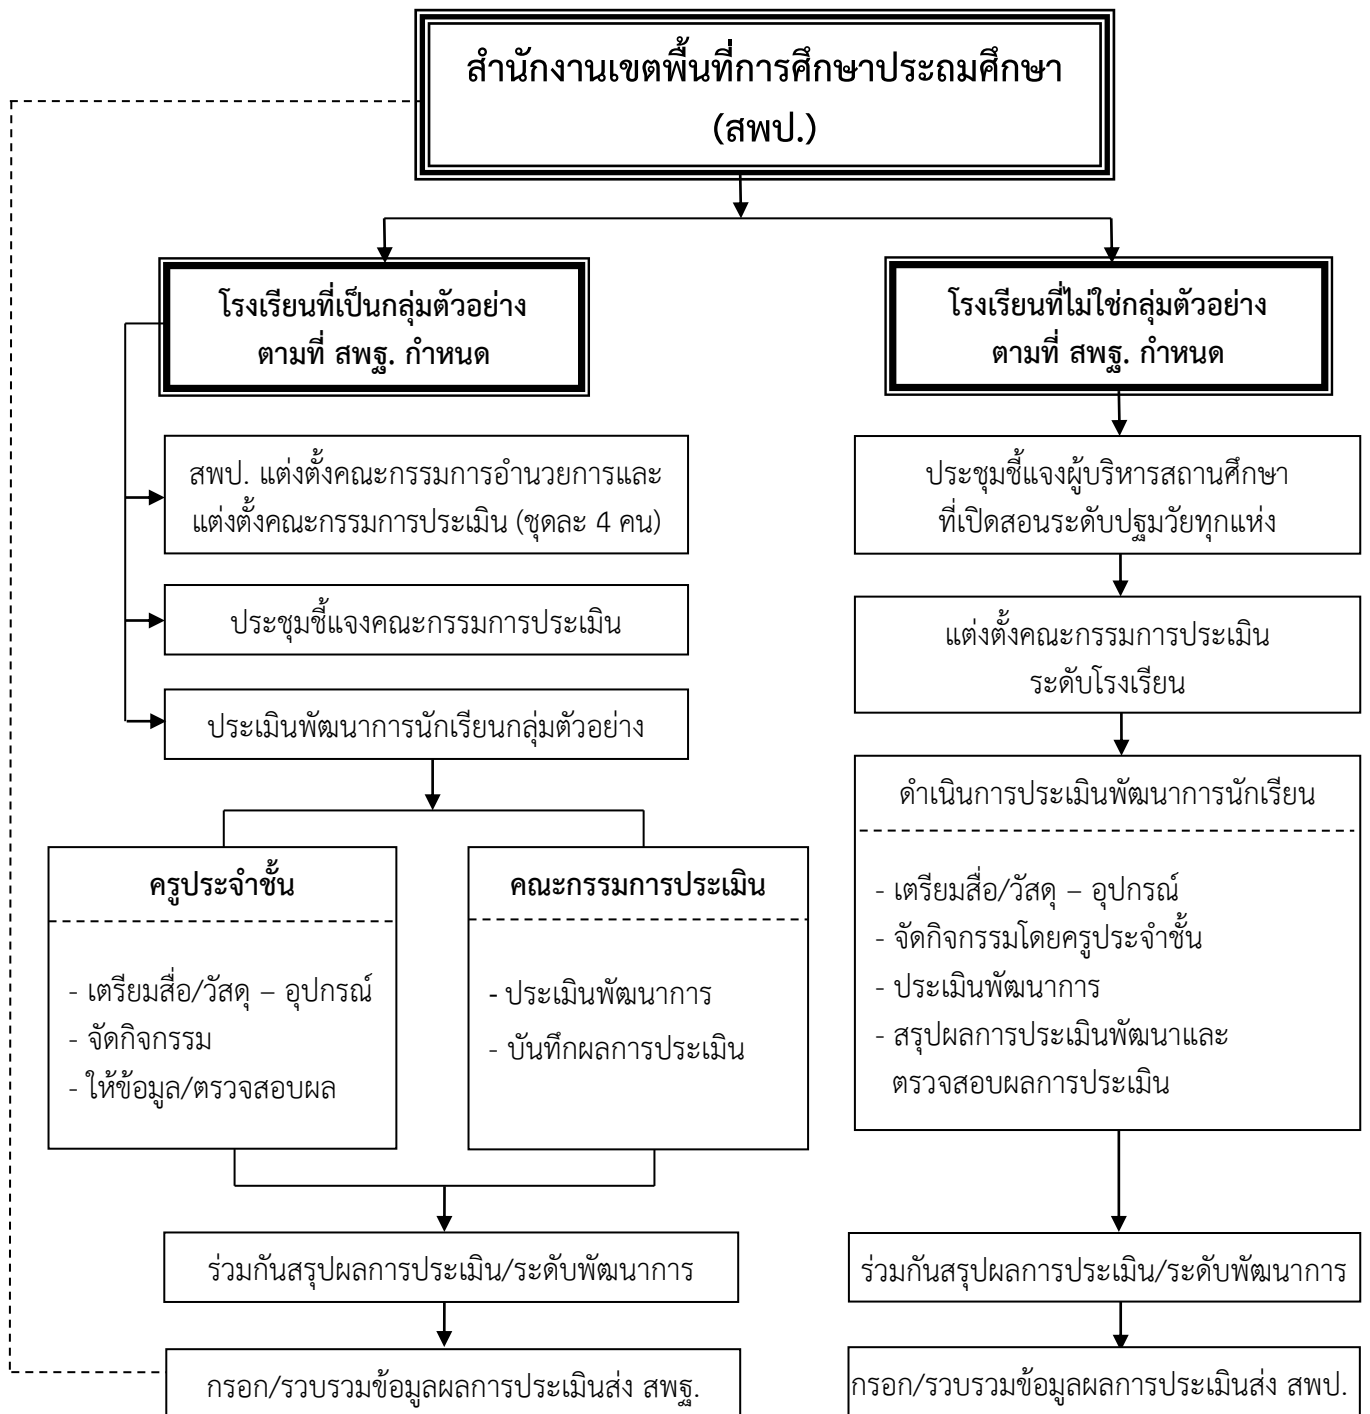 สำนักงานเขตพื้นที่การศึกษาประถมศึกษา
(สพป.)
โรงเรียนที่เป็นกลุ่มตัวอย่าง
ตามที่ สพฐ. กำหนด
สพป. แต่งตั้งคณะกรรมการอำนวยการและ
แต่งตั้งคณะกรรมการประเมิน (ชุดละ 4 คน)
ประชุมชี้แจงคณะกรรมการประเมิน
ประเมินพัฒนาการนักเรียนกลุ่มตัวอย่าง
ครูประจำชั้น
- เตรียมสื่อ/วัสดุ – อุปกรณ์
- จัดกิจกรรม
- ให้ข้อมูล/ตรวจสอบผล
คณะกรรมการประเมิน
- ประเมินพัฒนาการ
- บันทึกผลการประเมิน
ร่วมกันสรุปผลการประเมิน/ระดับพัฒนาการ
กรอก/รวบรวมข้อมูลผลการประเมินส่ง สพฐ.
โรงเรียนที่ไม่ใช่กลุ่มตัวอย่าง
ตามที่ สพฐ. กำหนด
ประชุมชี้แจงผู้บริหารสถานศึกษา
ที่เปิดสอนระดับปฐมวัยทุกแห่ง
แต่งตั้งคณะกรรมการประเมิน
ระดับโรงเรียน
ดำเนินการประเมินพัฒนาการนักเรียน
- เตรียมสื่อ/วัสดุ – อุปกรณ์
- จัดกิจกรรมโดยครูประจำชั้น
- ประเมินพัฒนาการ
- สรุปผลการประเมินพัฒนาและ
ตรวจสอบผลการประเมิน
ร่วมกันสรุปผลการประเมิน/ระดับพัฒนาการ
กรอก/รวบรวมข้อมูลผลการประเมินส่ง สพป.